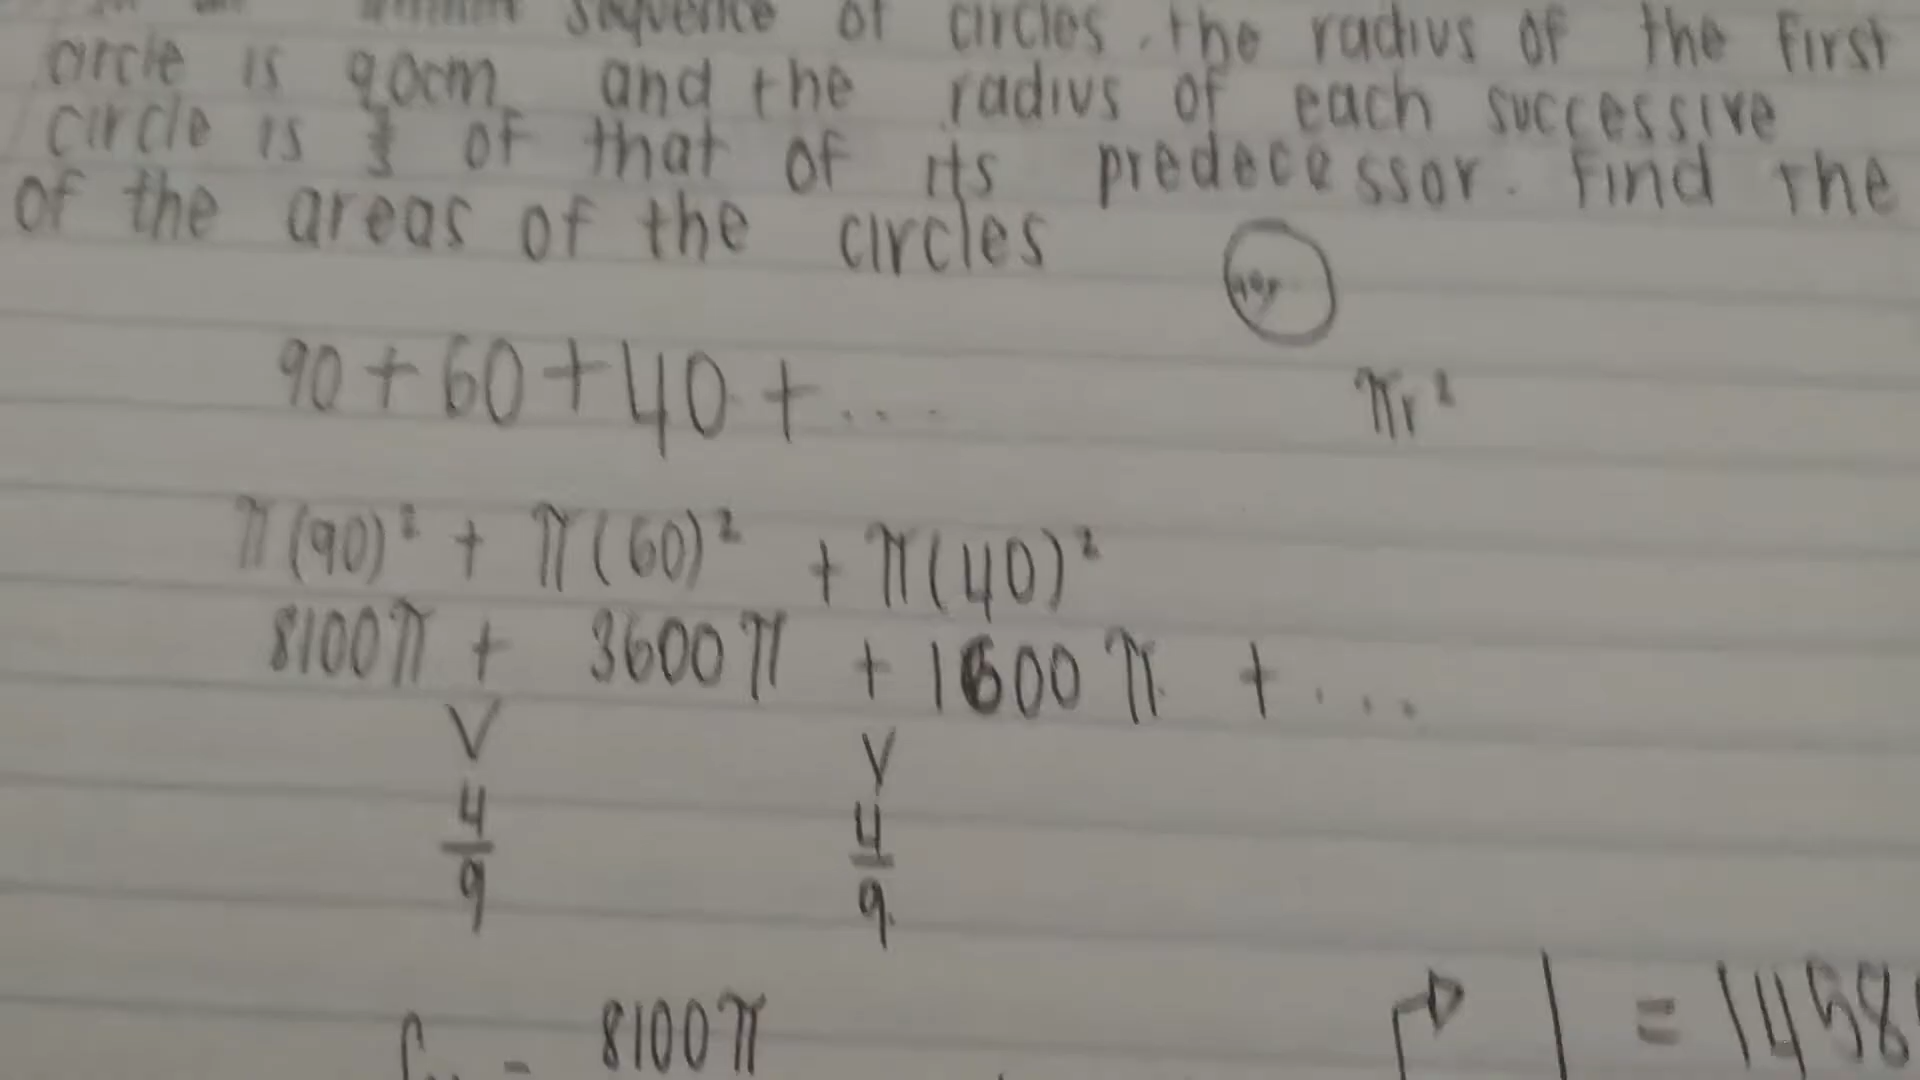 sequence of circles, the radius of the first
circle is 90cm and the radius of each successive
circle is of that of its predecessor. Find the
of the areas of the circles
90 + 60 + 40 + ...
πr²
π(90)² + π(60)² + π(40)²
8100π + 3600π + 1600π + ...
4/9 4/9
8100π
= 1458